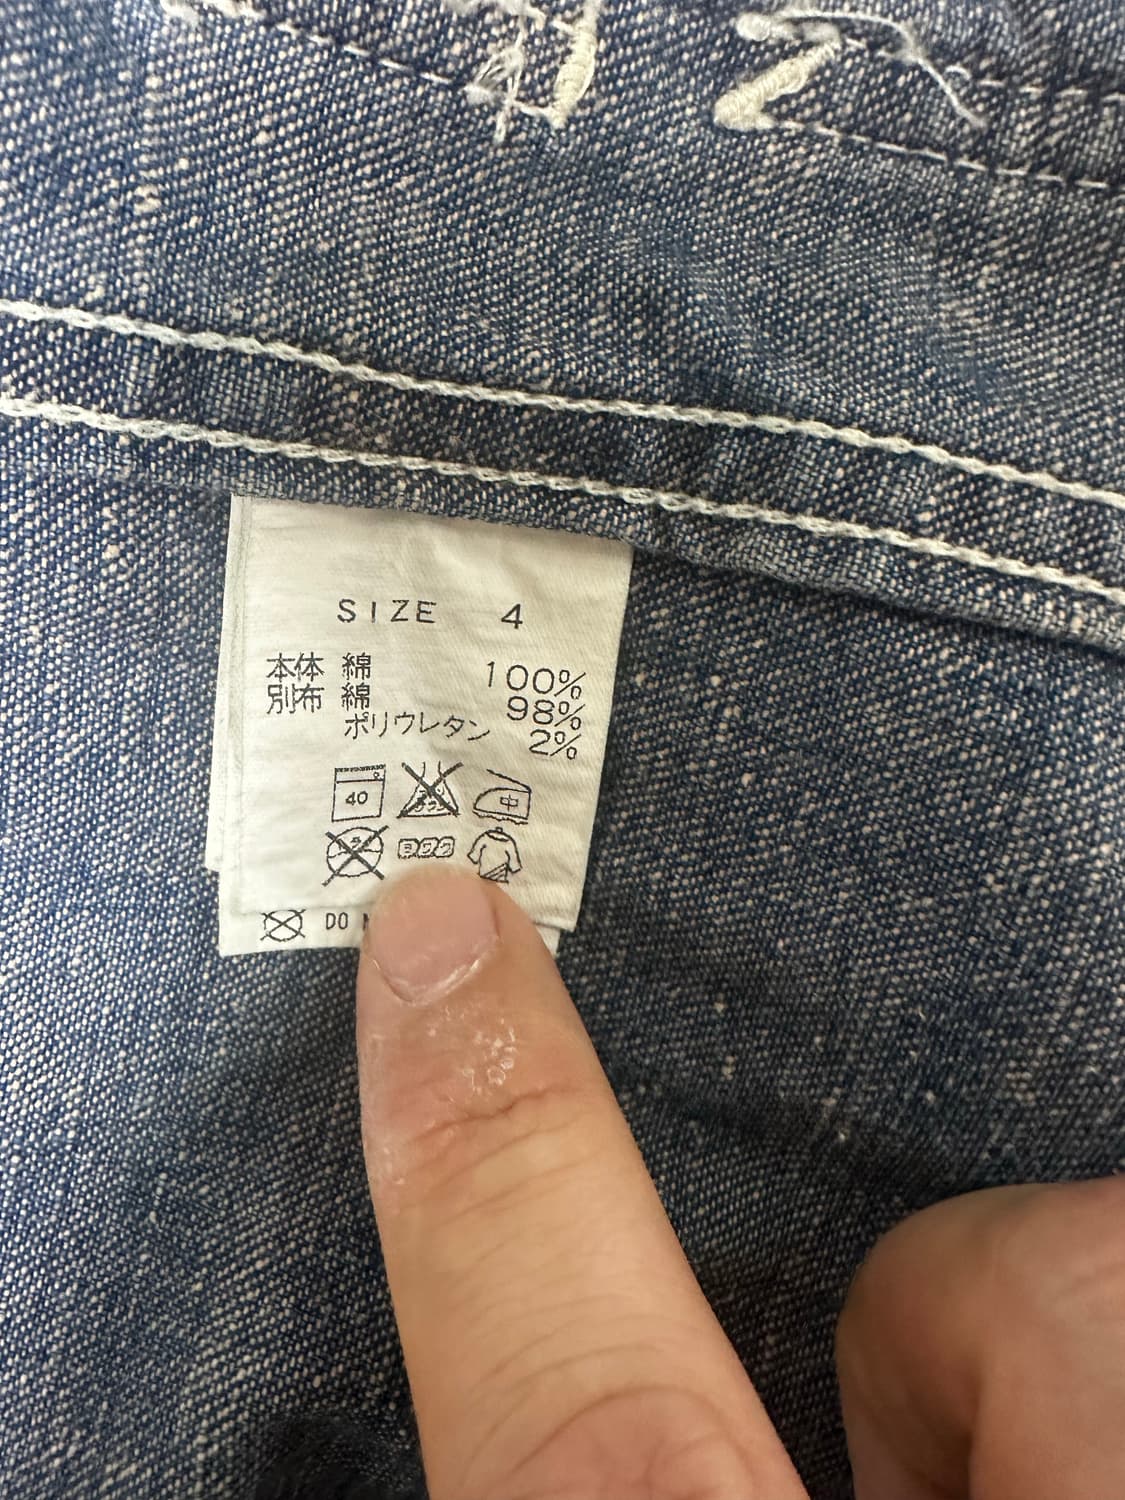 SIZE 4
本体 綿 100%
別布 綿 98%
ポリウレタン 2%
40
中
DO